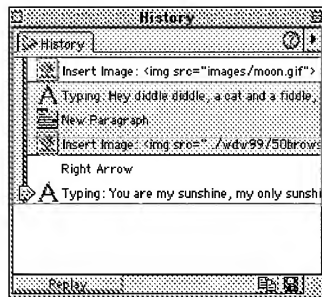 History
History
Insert Image: <img src="images/moon.gif">
Typing: Hey diddle diddle, a cat and a fiddle,
New Paragraph
Insert Image: <img src="../wdw99/50brows
Right Arrow
Typing: You are my sunshine, my only sunshi
Replay